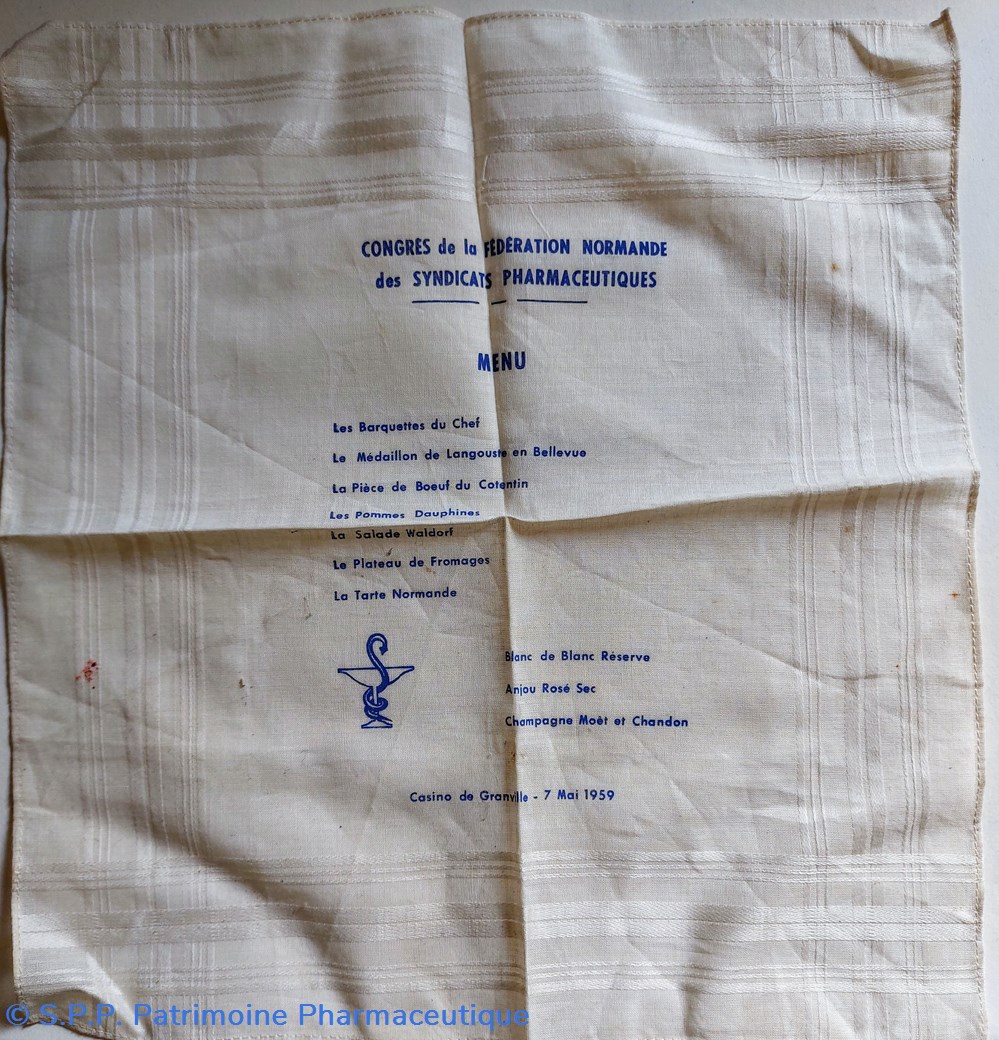 CONGRÈS de la FÉDÉRATION NORMANDE
des SYNDICATS PHARMACEUTIQUES
MENU
Les Barquettes du Chef
Le Médaillon de Langouste en Bellevue
La Pièce de Boeuf du Cotentin
Les Pommes Dauphines
La Salade Waldorf
Le Plateau de Fromages
La Tarte Normande
Blanc de Blanc Réserve
Anjou Rosé Sec
Champagne Moët et Chandon
Casino de Granville - 7 Mai 1959
© S.P.P. Patrimoine Pharmaceutique